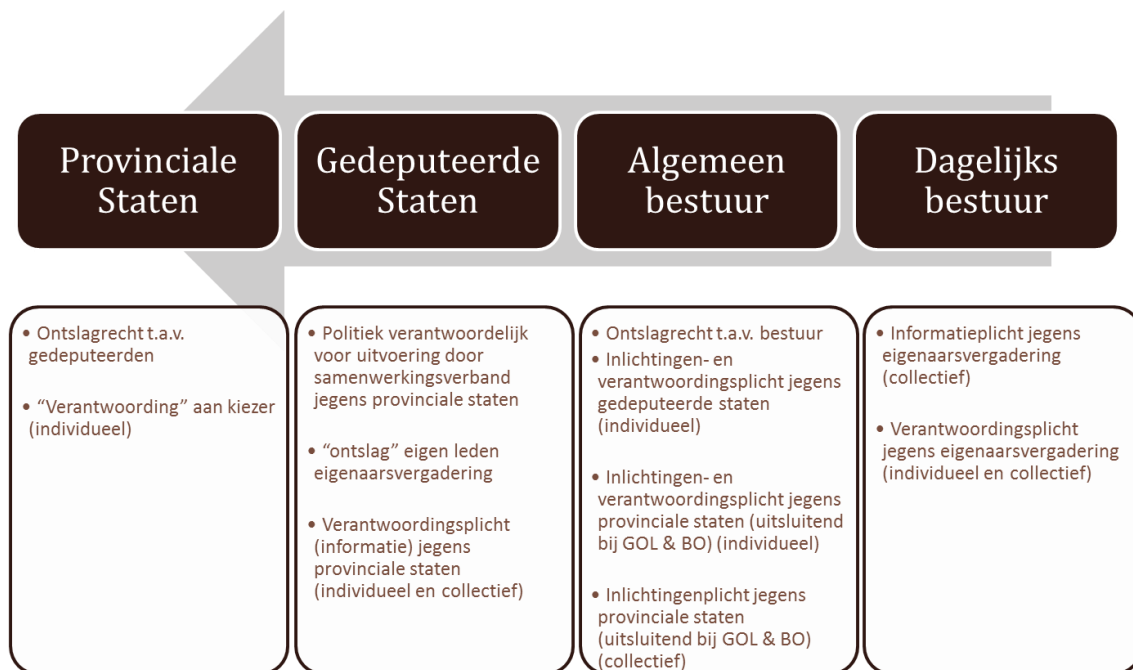 Provinciale
Staten
Gedeputeerde
Staten
Algemeen
bestuur
Dagelijks
bestuur
• Ontslagrecht t.a.v.
gedeputeerden
• “Verantwoording” aan kiezer
(individueel)
• Politiek verantwoordelijk
voor uitvoering door
samenwerkingsverband
jegens provinciale staten
• “ontslag” eigen leden
eigenaarsvergadering
• Verantwoordingsplicht
(informatie) jegens
provinciale staten
(individueel en collectief)
• Ontslagrecht t.a.v. bestuur
• Inlichtingen- en
verantwoordingsplicht jegens
gedeputeerde staten
(individueel)
• Inlichtingen- en
verantwoordingsplicht jegens
provinciale staten (uitsluitend
bij GOL & BO) (individueel)
• Inlichtingenplicht jegens
provinciale staten
(uitsluitend bij GOL & BO)
(collectief)
• Informatieplicht jegens
eigenaarsvergadering
(collectief)
• Verantwoordingsplicht
jegens eigenaarsvergadering
(individueel en collectief)